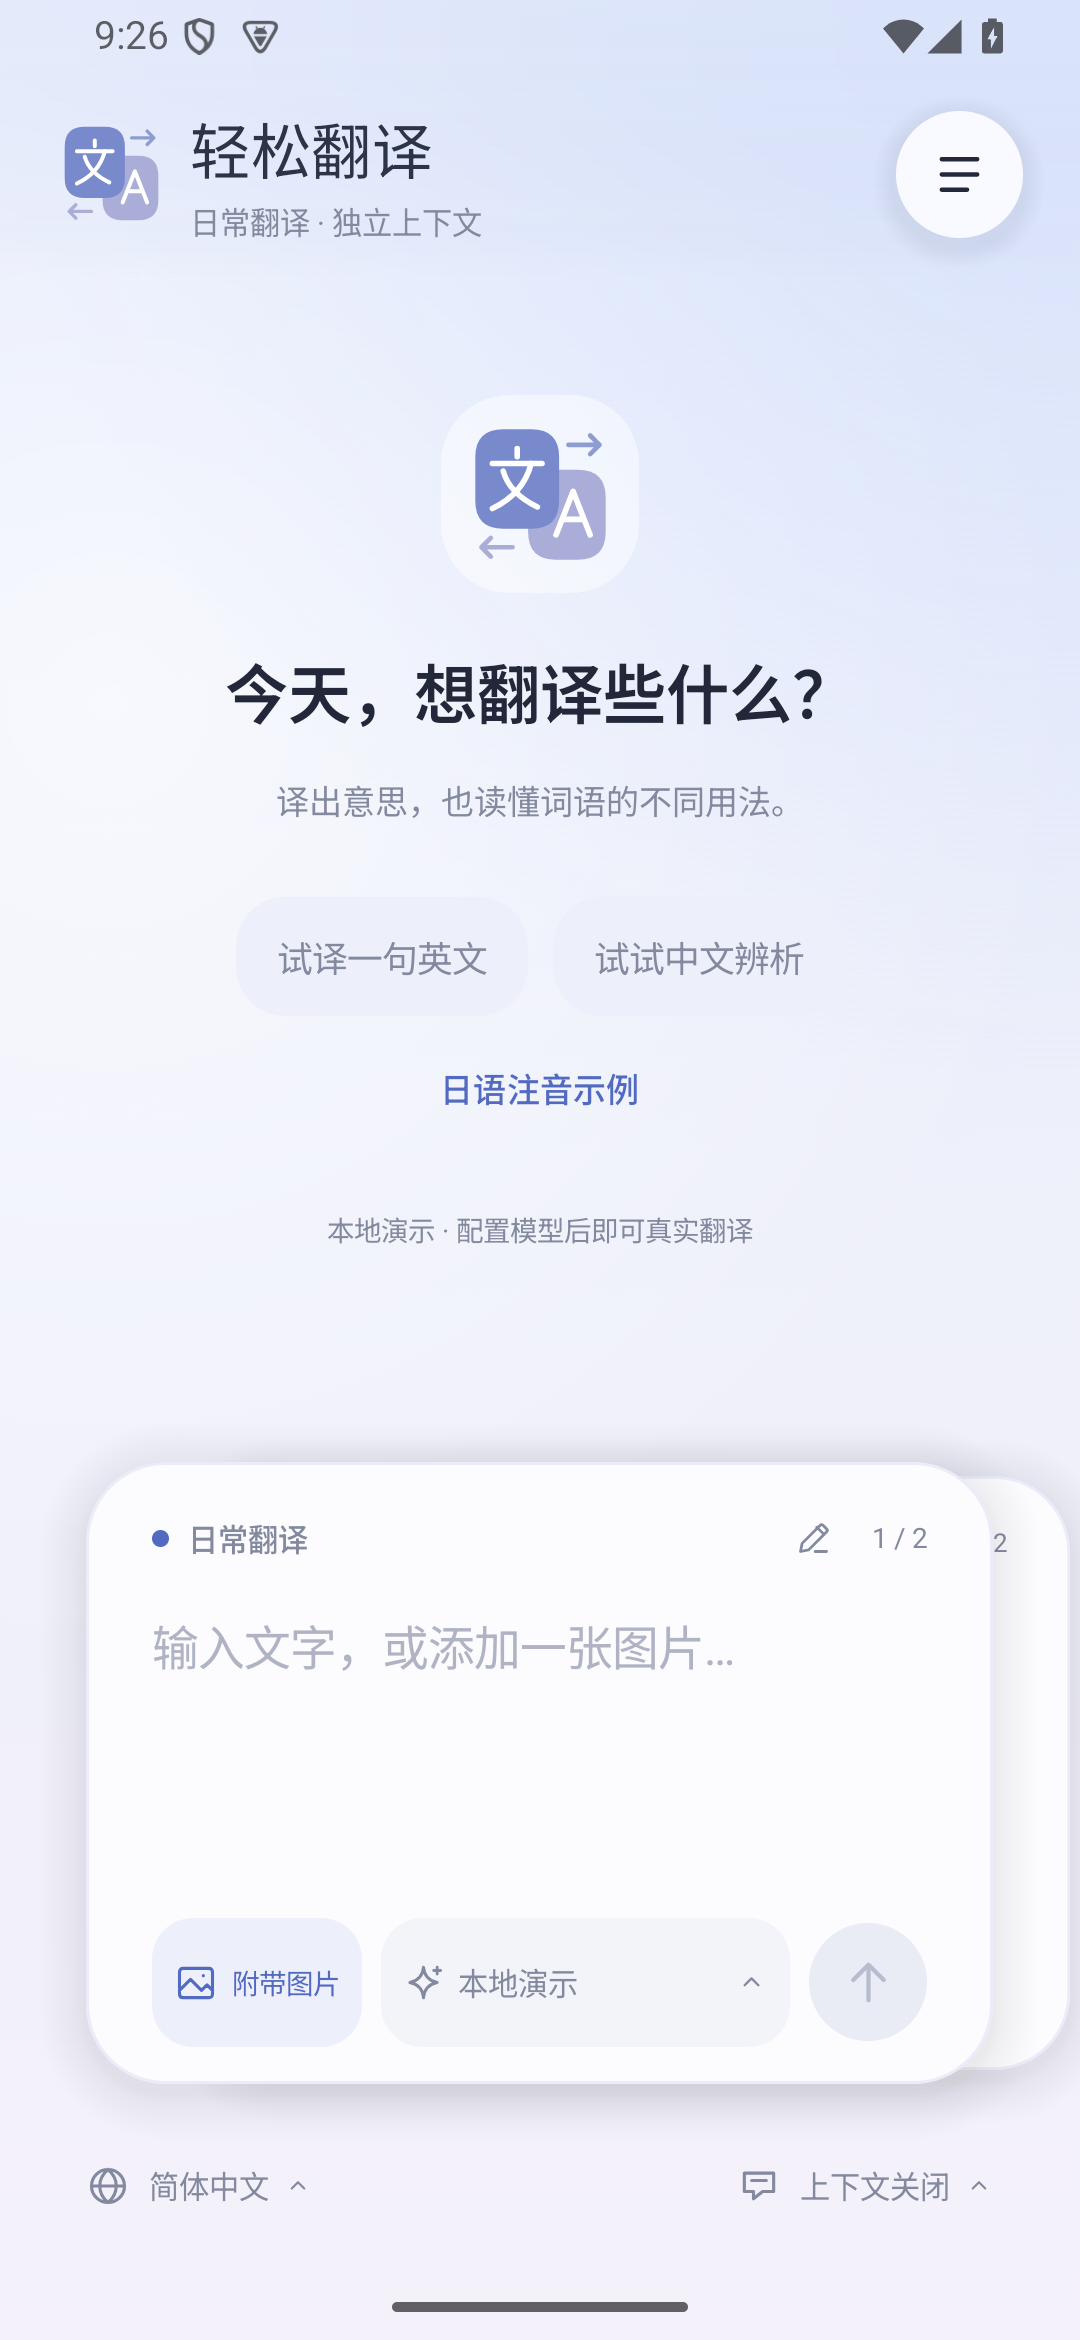 9:26
文
A
轻松翻译
日常翻译 · 独立上下文
文
A
今天，想翻译些什么？
译出意思，也读懂词语的不同用法。
试译一句英文
试试中文辨析
日语注音示例
本地演示 · 配置模型后即可真实翻译
日常翻译
1 / 2
2
输入文字，或添加一张图片...
附带图片
本地演示
简体中文
上下文关闭